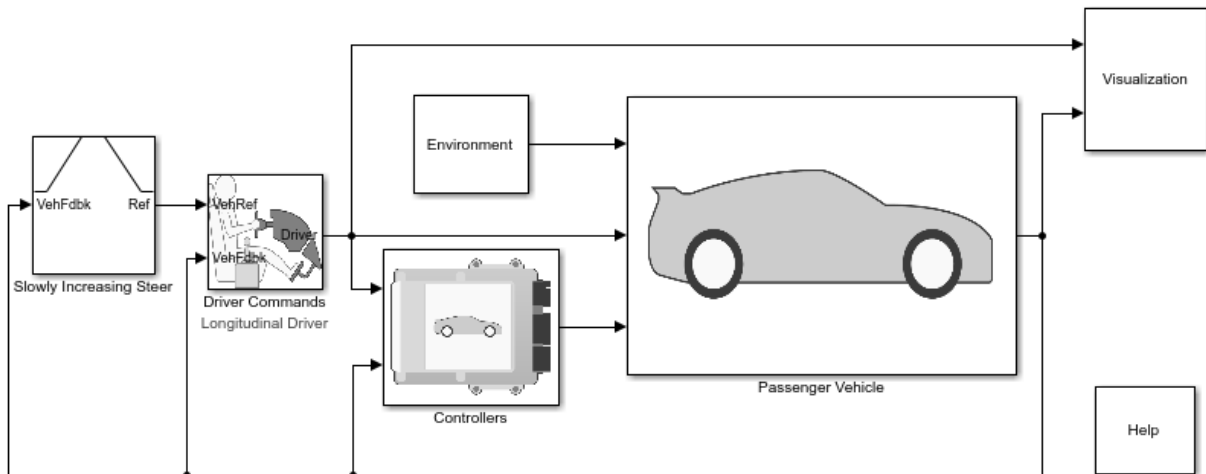 Visualization
Environment
VehFdbk
Ref
Slowly Increasing Steer
VehRef
Driver
VehFdbk
Driver Commands
Longitudinal Driver
Controllers
Passenger Vehicle
Help